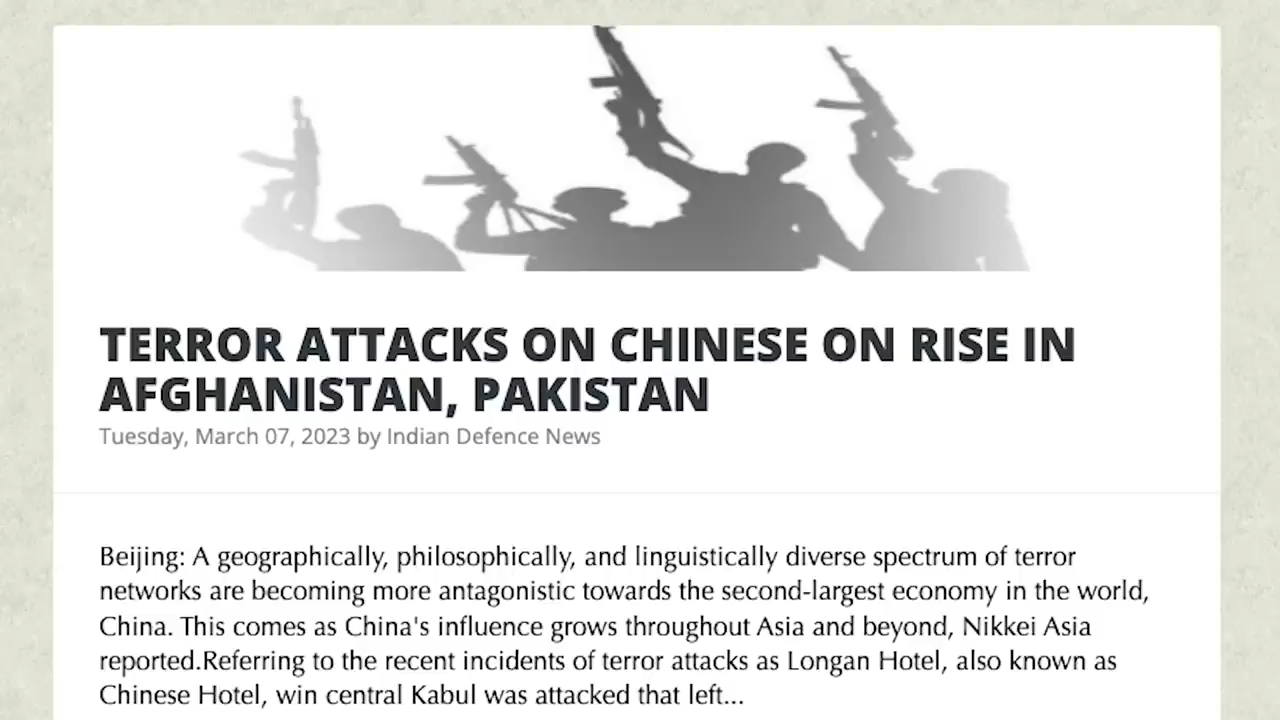 TERROR ATTACKS ON CHINESE ON RISE IN
AFGHANISTAN, PAKISTAN
Tuesday, March 07, 2023 by Indian Defence News
Beijing: A geographically, philosophically, and linguistically diverse spectrum of terror
networks are becoming more antagonistic towards the second-largest economy in the world,
China. This comes as China's influence grows throughout Asia and beyond, Nikkei Asia
reported.Referring to the recent incidents of terror attacks as Longan Hotel, also known as
Chinese Hotel, win central Kabul was attacked that left...